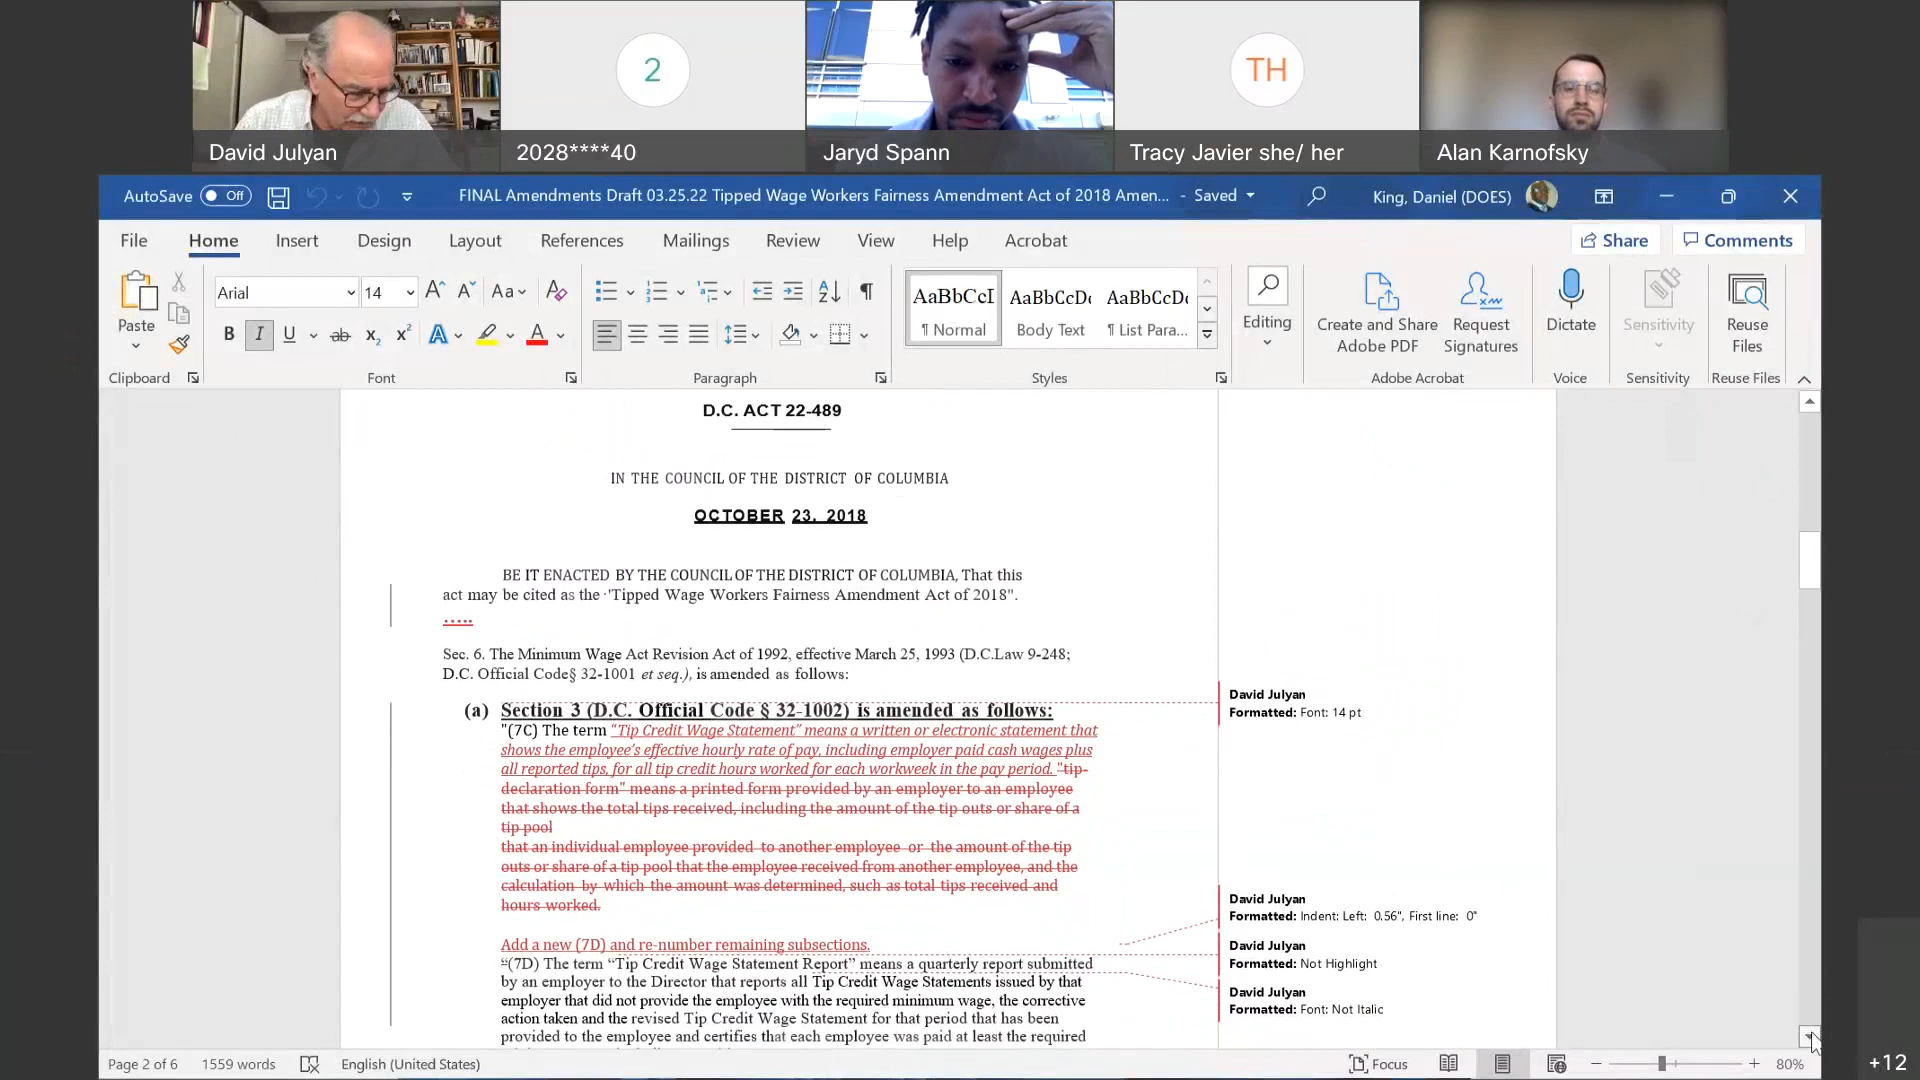 2
TH
David Julyan
2028****40
Jaryd Spann
Tracy Javier she/ her
Alan Karnofsky
AutoSave Off
FINAL Amendments Draft 03.25.22 Tipped Wage Workers Fairness Amendment Act of 2018 Amen... - Saved
King, Daniel (DOES)
File Home Insert Design Layout References Mailings Review View Help Acrobat
Share Comments
Paste
Clipboard
Arial 14
Aa
B I U ab x₂ x² A A
Font
Paragraph
AaBbCcI AaBbCcDc AaBbCcDc
¶ Normal Body Text ¶ List Para...
Styles
Editing
Create and Share Adobe PDF
Request Signatures
Adobe Acrobat
Dictate
Voice
Sensitivity
Sensitivity
Reuse Files
Reuse Files
D.C. ACT 22-489
IN THE COUNCIL OF THE DISTRICT OF COLUMBIA
OCTOBER 23, 2018
BE IT ENACTED BY THE COUNCIL OF THE DISTRICT OF COLUMBIA, That this
act may be cited as the ·'Tipped Wage Workers Fairness Amendment Act of 2018".
.....
Sec. 6. The Minimum Wage Act Revision Act of 1992, effective March 25, 1993 (D.C.Law 9-248;
D.C. Official Code§ 32-1001 et seq.), is amended as follows:
(a) Section 3 (D.C. Official Code § 32-1002) is amended as follows:
"(7C) The term “Tip Credit Wage Statement” means a written or electronic statement that
shows the employee’s effective hourly rate of pay, including employer paid cash wages plus
all reported tips, for all tip credit hours worked for each workweek in the pay period. "tip-
declaration form" means a printed form provided by an employer to an employee
that shows the total tips received, including the amount of the tip outs or share of a
tip pool
that an individual employee provided to another employee or the amount of the tip
outs or share of a tip pool that the employee received from another employee, and the
calculation by which the amount was determined, such as total tips received and
hours worked.
Add a new (7D) and re-number remaining subsections.
“(7D) The term “Tip Credit Wage Statement Report” means a quarterly report submitted
by an employer to the Director that reports all Tip Credit Wage Statements issued by that
employer that did not provide the employee with the required minimum wage, the corrective
action taken and the revised Tip Credit Wage Statement for that period that has been
provided to the employee and certifies that each employee was paid at least the required
David Julyan
Formatted: Font: 14 pt
David Julyan
Formatted: Indent: Left: 0.56", First line: 0"
David Julyan
Formatted: Not Highlight
David Julyan
Formatted: Font: Not Italic
Page 2 of 6 1559 words English (United States) Focus 80%
+12